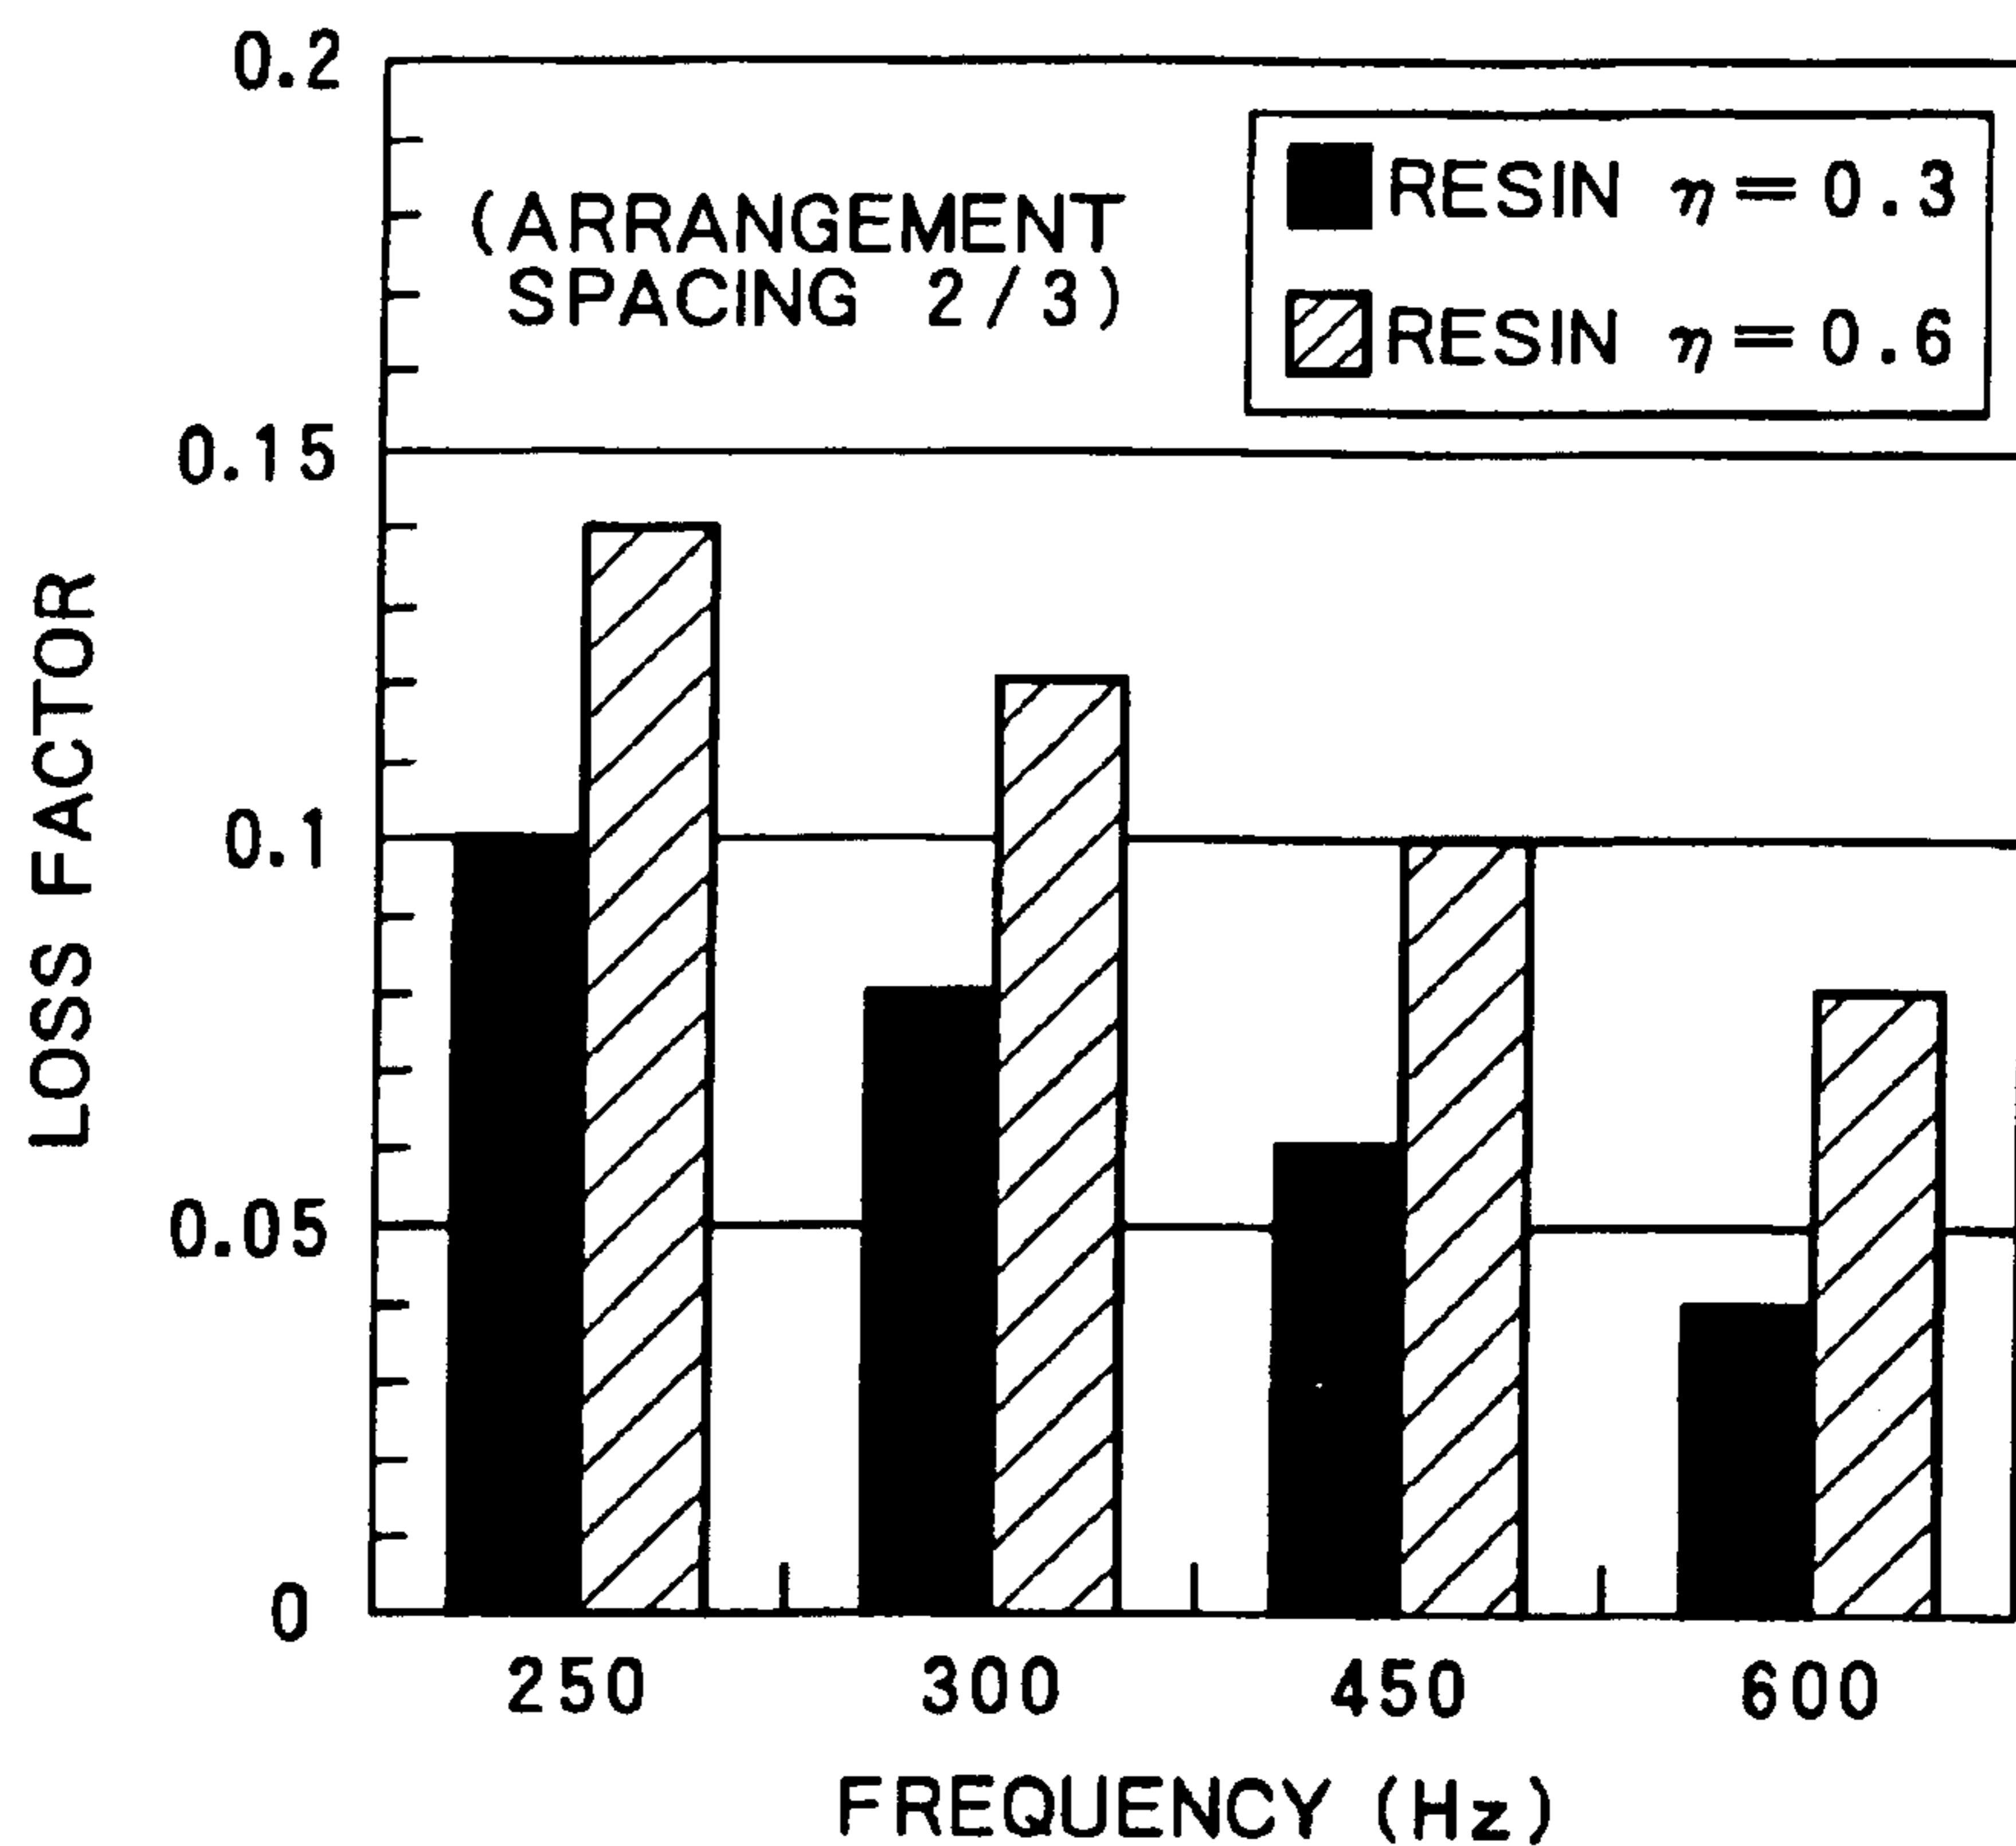 0.2
0.15
0.1
0.05
0
LOSS FACTOR
(ARRANGEMENT
SPACING 2/3)
RESIN η=0.3
RESIN η=0.6
250 300 450 600
FREQUENCY (Hz)